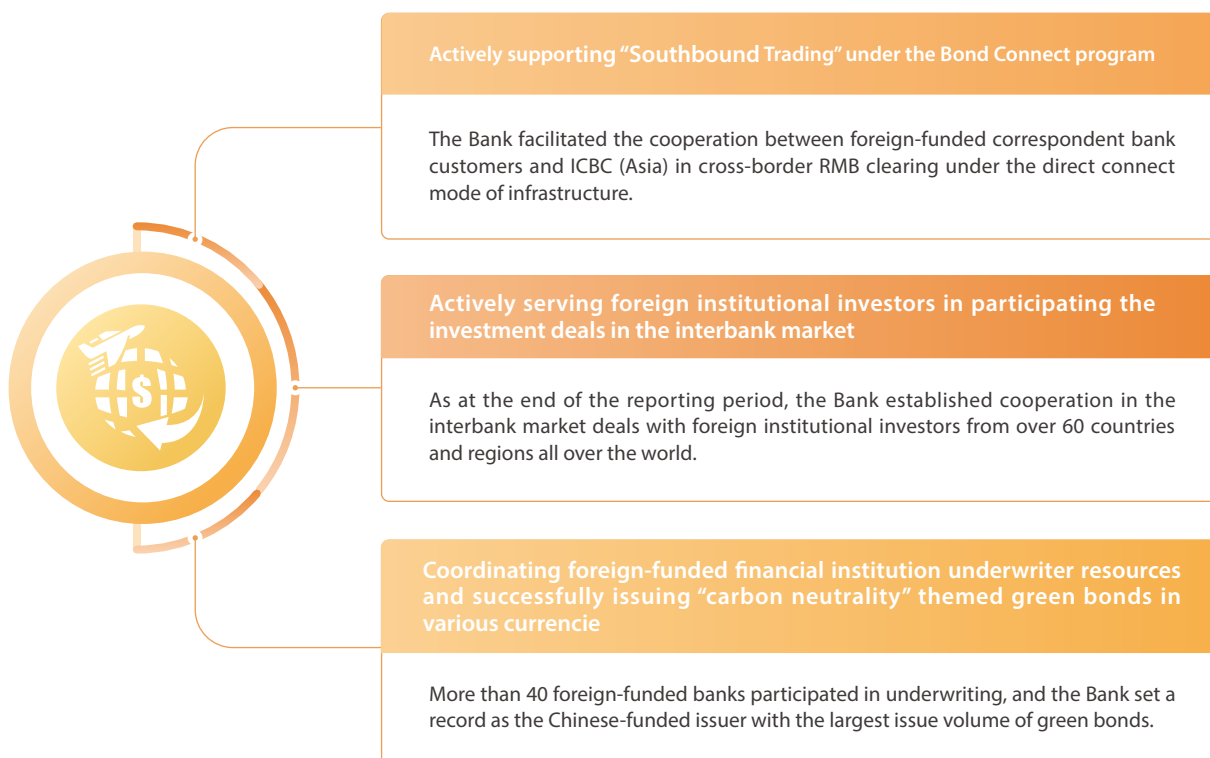 Actively supporting “Southbound Trading” under the Bond Connect program
The Bank facilitated the cooperation between foreign-funded correspondent bank
customers and ICBC (Asia) in cross-border RMB clearing under the direct connect
mode of infrastructure.
Actively serving foreign institutional investors in participating the
investment deals in the interbank market
As at the end of the reporting period, the Bank established cooperation in the
interbank market deals with foreign institutional investors from over 60 countries
and regions all over the world.
$
Coordinating foreign-funded financial institution underwriter resources
and successfully issuing “carbon neutrality” themed green bonds in
various currencie
More than 40 foreign-funded banks participated in underwriting, and the Bank set a
record as the Chinese-funded issuer with the largest issue volume of green bonds.